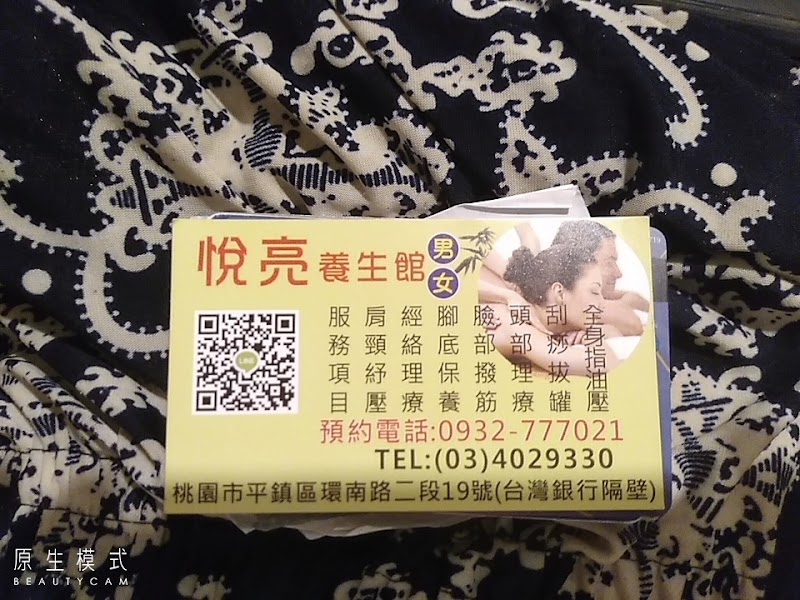 悅亮養生館 男女
全身指油壓
刮痧拔罐
頭部理療
臉部撥筋
腳底保養
經絡理療
肩頸紓壓
服務項目
LINE
預約電話:0932-777021
TEL:(03)4029330
桃園市平鎮區環南路二段19號(台灣銀行隔壁)
原生模式
BEAUTYCAM